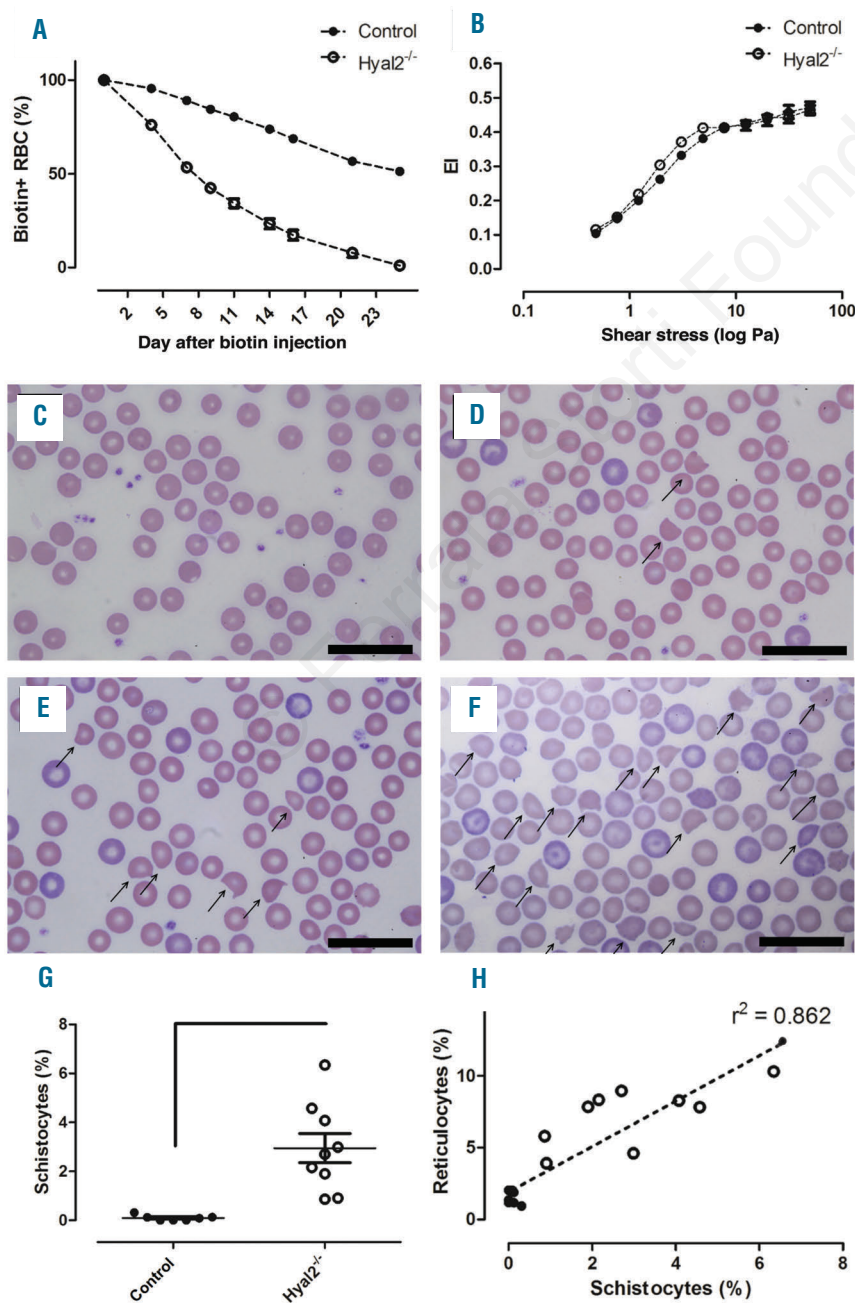 A
Control
Hyal2-/-
Biotin+ RBC (%)
100
50
0
2
5
8
9
11
14
16
17
20
21
23
Day after biotin injection
B
Control
Hyal2-/-
EI
0.6
0.5
0.4
0.3
0.2
0.1
0.0
0.1
1
10
100
Shear stress (log Pa)
C
D
E
F
G
Schistocytes (%)
8
6
4
2
0
Control
Hyal2-/-
H
r2 = 0.862
Reticulocytes (%)
10
5
0
0
2
4
6
8
Schistocytes (%)